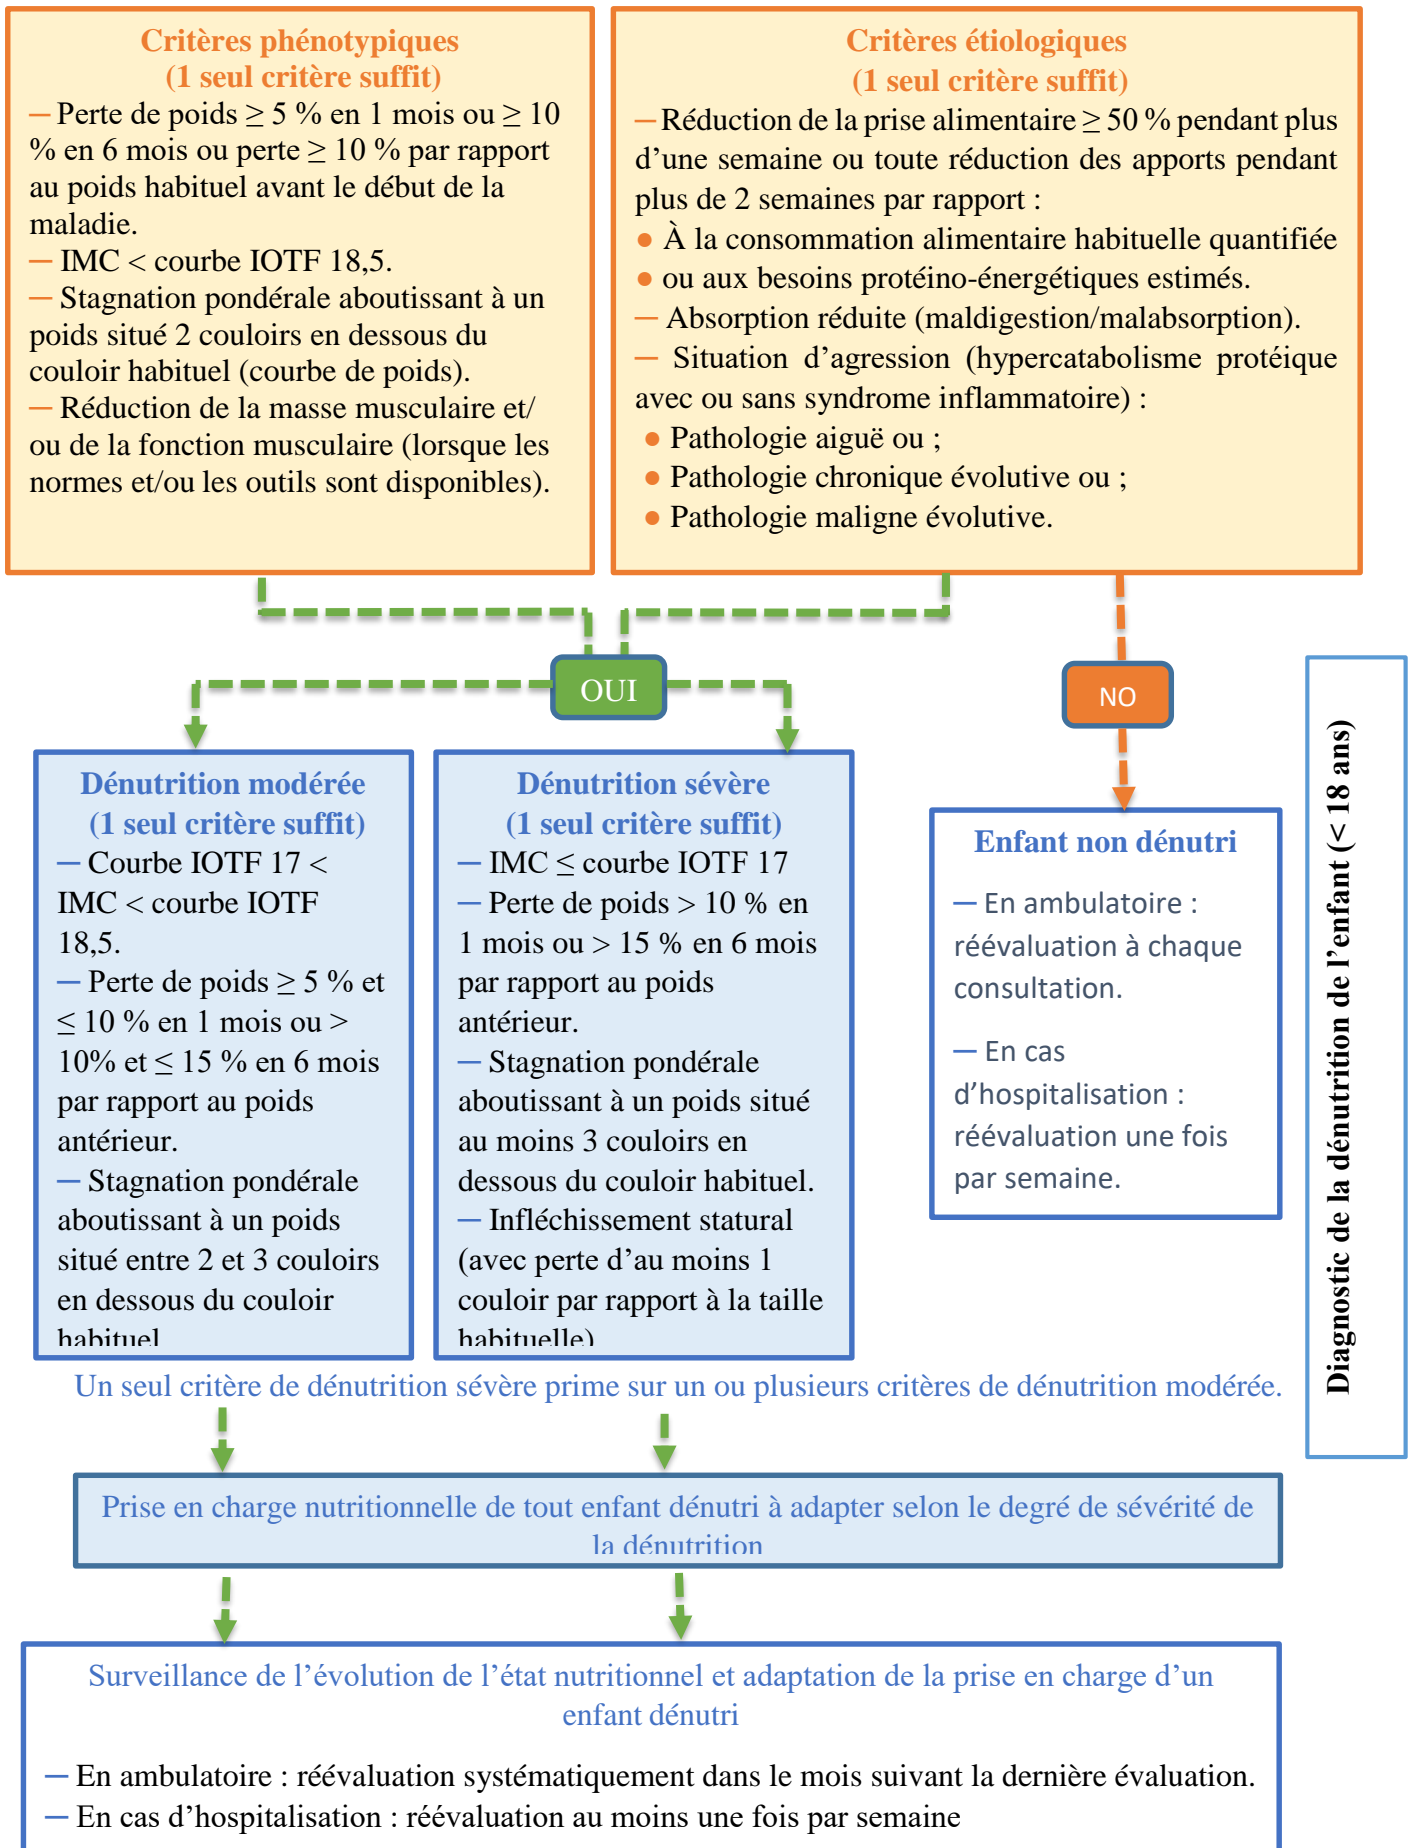 Critères phénotypiques
(1 seul critère suffit)
— Perte de poids ≥ 5 % en 1 mois ou ≥ 10
% en 6 mois ou perte ≥ 10 % par rapport
au poids habituel avant le début de la
maladie.
— IMC < courbe IOTF 18,5.
— Stagnation pondérale aboutissant à un
poids situé 2 couloirs en dessous du
couloir habituel (courbe de poids).
— Réduction de la masse musculaire et/
ou de la fonction musculaire (lorsque les
normes et/ou les outils sont disponibles).
Critères étiologiques
(1 seul critère suffit)
— Réduction de la prise alimentaire ≥ 50 % pendant plus
d’une semaine ou toute réduction des apports pendant
plus de 2 semaines par rapport :
● À la consommation alimentaire habituelle quantifiée
● ou aux besoins protéino-énergétiques estimés.
— Absorption réduite (maldigestion/malabsorption).
— Situation d’agression (hypercatabolisme protéique
avec ou sans syndrome inflammatoire) :
● Pathologie aiguë ou ;
● Pathologie chronique évolutive ou ;
● Pathologie maligne évolutive.
OUI
NO
Dénutrition modérée
(1 seul critère suffit)
— Courbe IOTF 17 <
IMC < courbe IOTF
18,5.
— Perte de poids ≥ 5 % et
≤ 10 % en 1 mois ou >
10% et ≤ 15 % en 6 mois
par rapport au poids
antérieur.
— Stagnation pondérale
aboutissant à un poids
situé entre 2 et 3 couloirs
en dessous du couloir
habituel
Dénutrition sévère
(1 seul critère suffit)
— IMC ≤ courbe IOTF 17
— Perte de poids > 10 % en
1 mois ou > 15 % en 6 mois
par rapport au poids
antérieur.
— Stagnation pondérale
aboutissant à un poids situé
au moins 3 couloirs en
dessous du couloir habituel.
— Infléchissement statural
(avec perte d’au moins 1
couloir par rapport à la taille
habituelle)
Enfant non dénutri
— En ambulatoire :
réévaluation à chaque
consultation.
— En cas
d’hospitalisation :
réévaluation une fois
par semaine.
Diagnostic de la dénutrition de l’enfant (< 18 ans)
Un seul critère de dénutrition sévère prime sur un ou plusieurs critères de dénutrition modérée.
Prise en charge nutritionnelle de tout enfant dénutri à adapter selon le degré de sévérité de
la dénutrition
Surveillance de l’évolution de l’état nutritionnel et adaptation de la prise en charge d’un
enfant dénutri
— En ambulatoire : réévaluation systématiquement dans le mois suivant la dernière évaluation.
— En cas d’hospitalisation : réévaluation au moins une fois par semaine